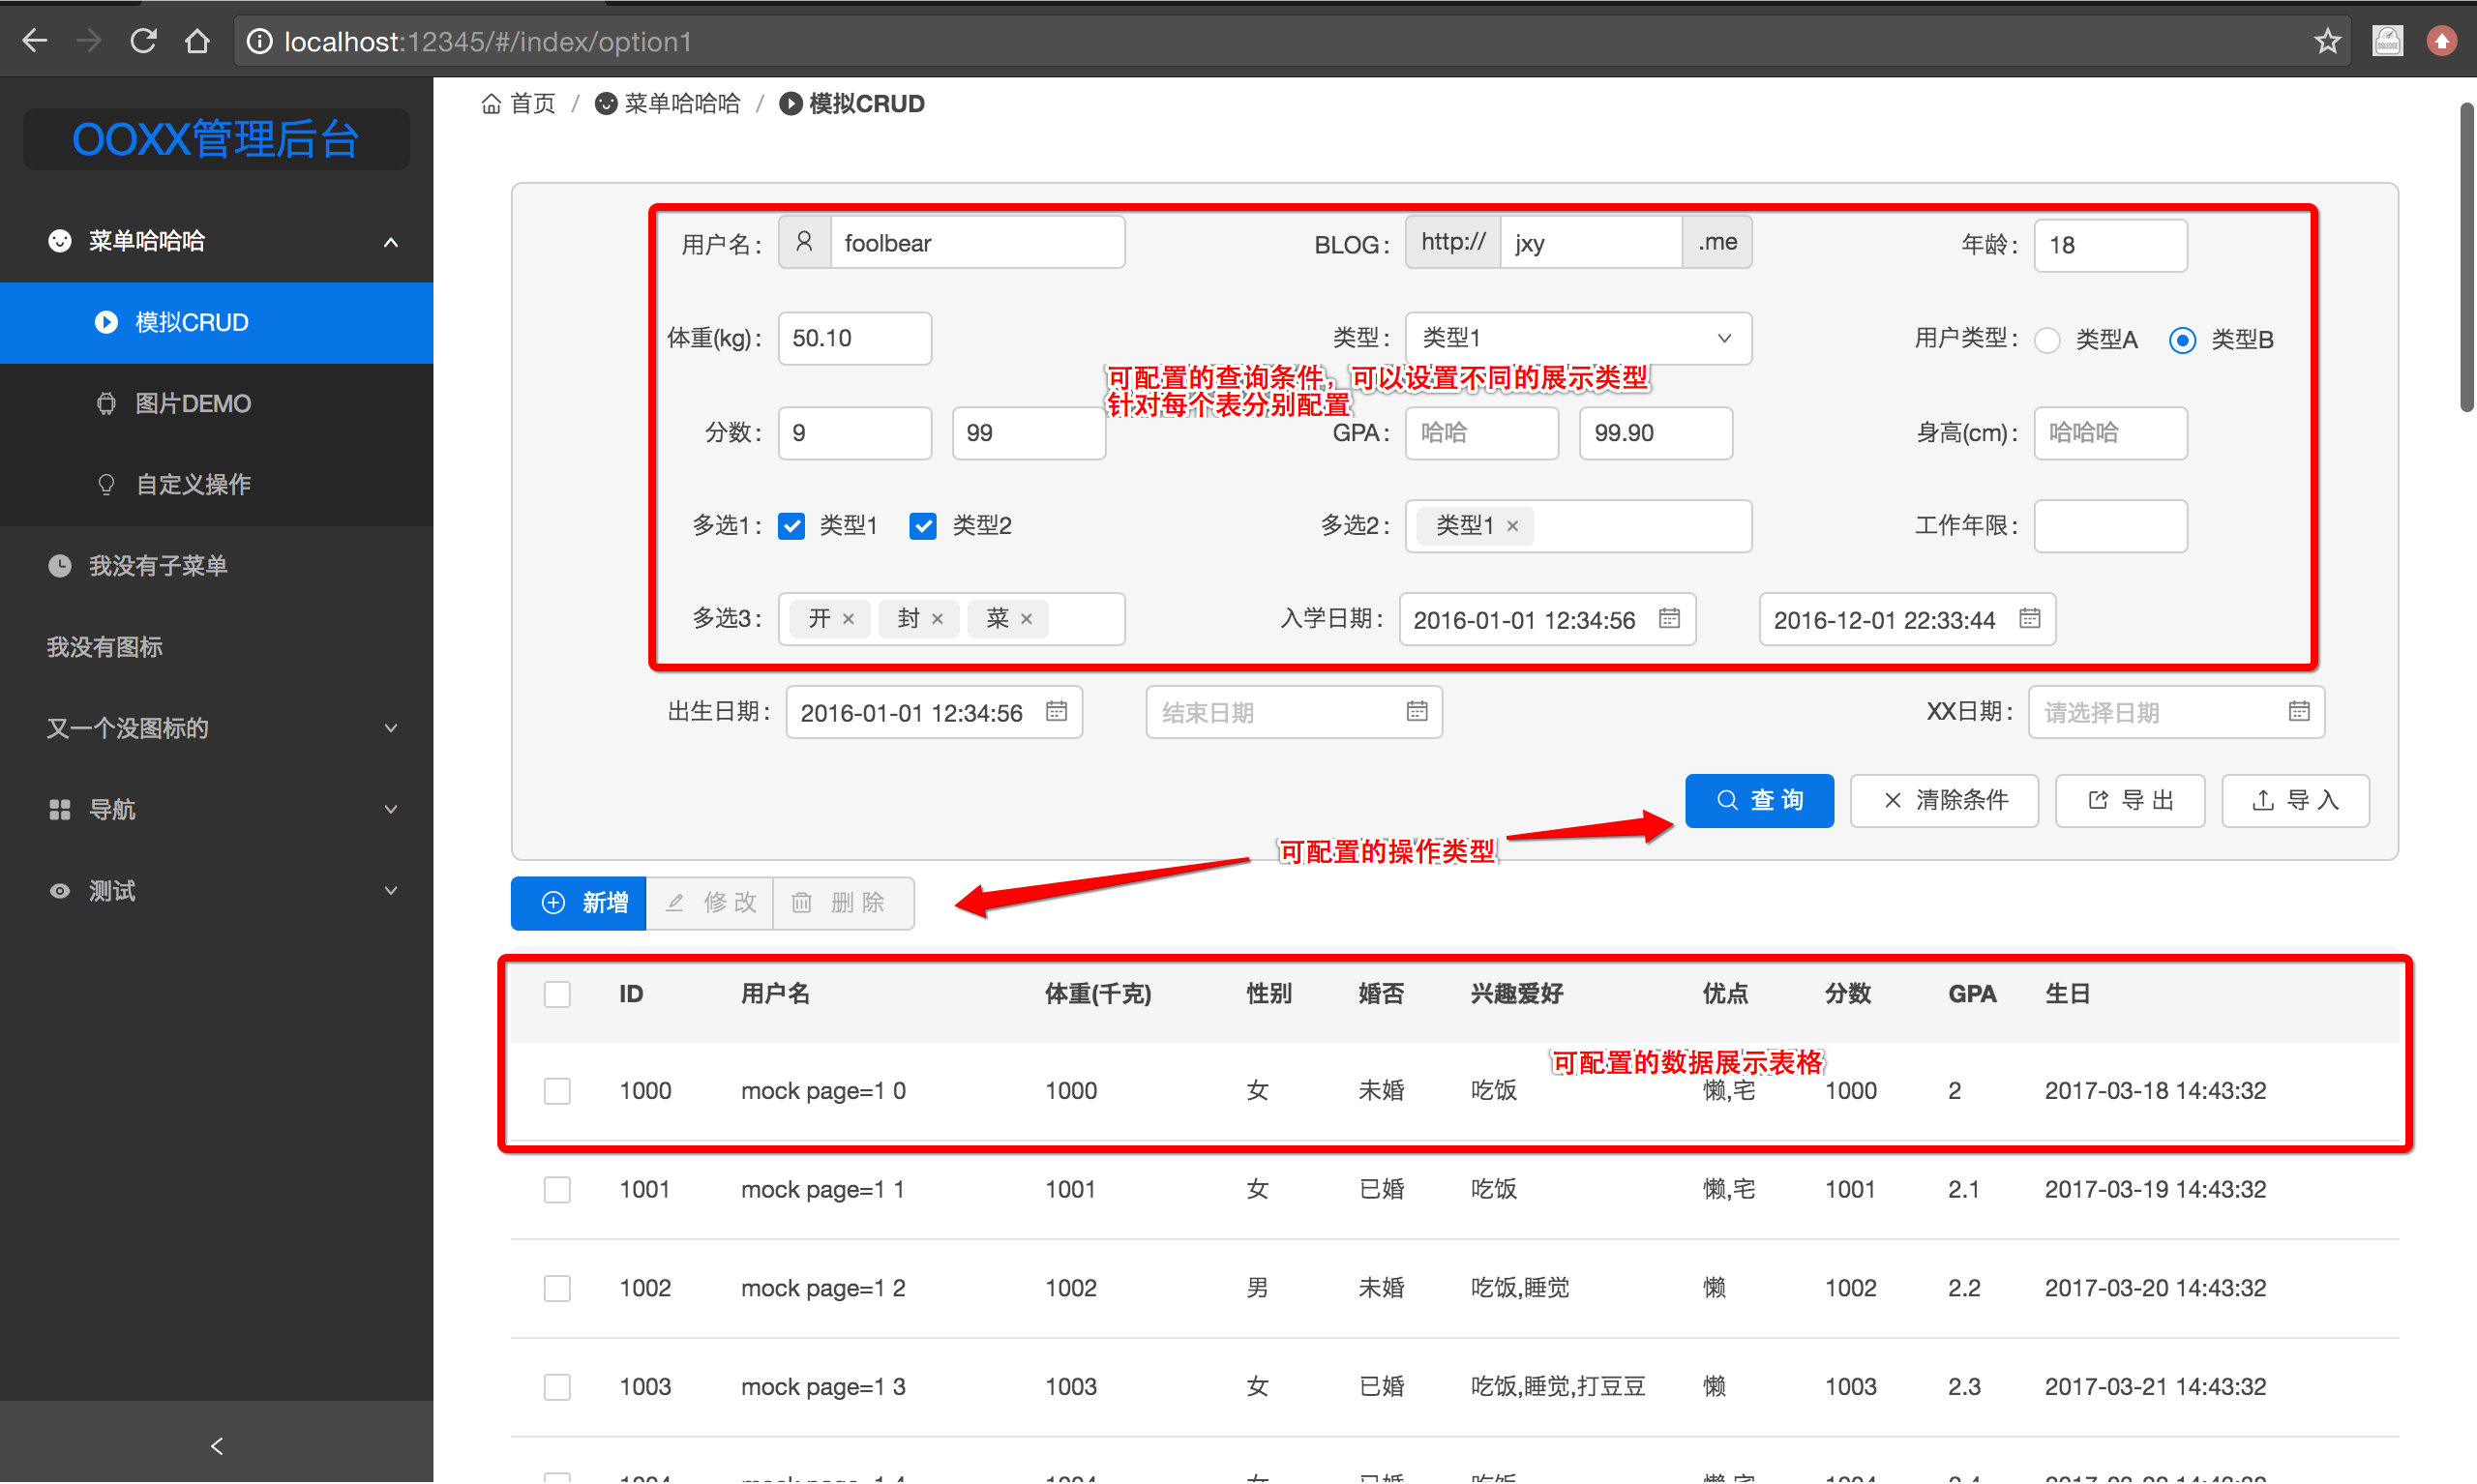 localhost:12345/#/index/option1
OOXX管理后台
菜单哈哈哈
模拟CRUD
图片DEMO
自定义操作
我没有子菜单
我没有图标
又一个没图标的
导航
测试
首页 / 菜单哈哈哈 / 模拟CRUD
用户名: foolbear BLOG: http:// jxy .me 年龄: 18
体重(kg): 50.10 类型: 类型1 用户类型: 类型A 类型B
可配置的查询条件，可以设置不同的展示类型
针对每个表分别配置
分数: 9 99 GPA: 哈哈 99.90 身高(cm): 哈哈哈
多选1: 类型1 类型2 多选2: 类型1 × 工作年限:
多选3: 开 × 封 × 菜 × 入学日期: 2016-01-01 12:34:56 2016-12-01 22:33:44
出生日期: 2016-01-01 12:34:56 结束日期 XX日期: 请选择日期
查 询 清除条件 导 出 导 入
可配置的操作类型
新增 修 改 删 除
ID 用户名 体重(千克) 性别 婚否 兴趣爱好 优点 分数 GPA 生日
可配置的数据展示表格
1000 mock page=1 0 1000 女 未婚 吃饭 懒,宅 1000 2 2017-03-18 14:43:32
1001 mock page=1 1 1001 女 已婚 吃饭 懒,宅 1001 2.1 2017-03-19 14:43:32
1002 mock page=1 2 1002 男 未婚 吃饭,睡觉 懒 1002 2.2 2017-03-20 14:43:32
1003 mock page=1 3 1003 女 已婚 吃饭,睡觉,打豆豆 懒 1003 2.3 2017-03-21 14:43:32